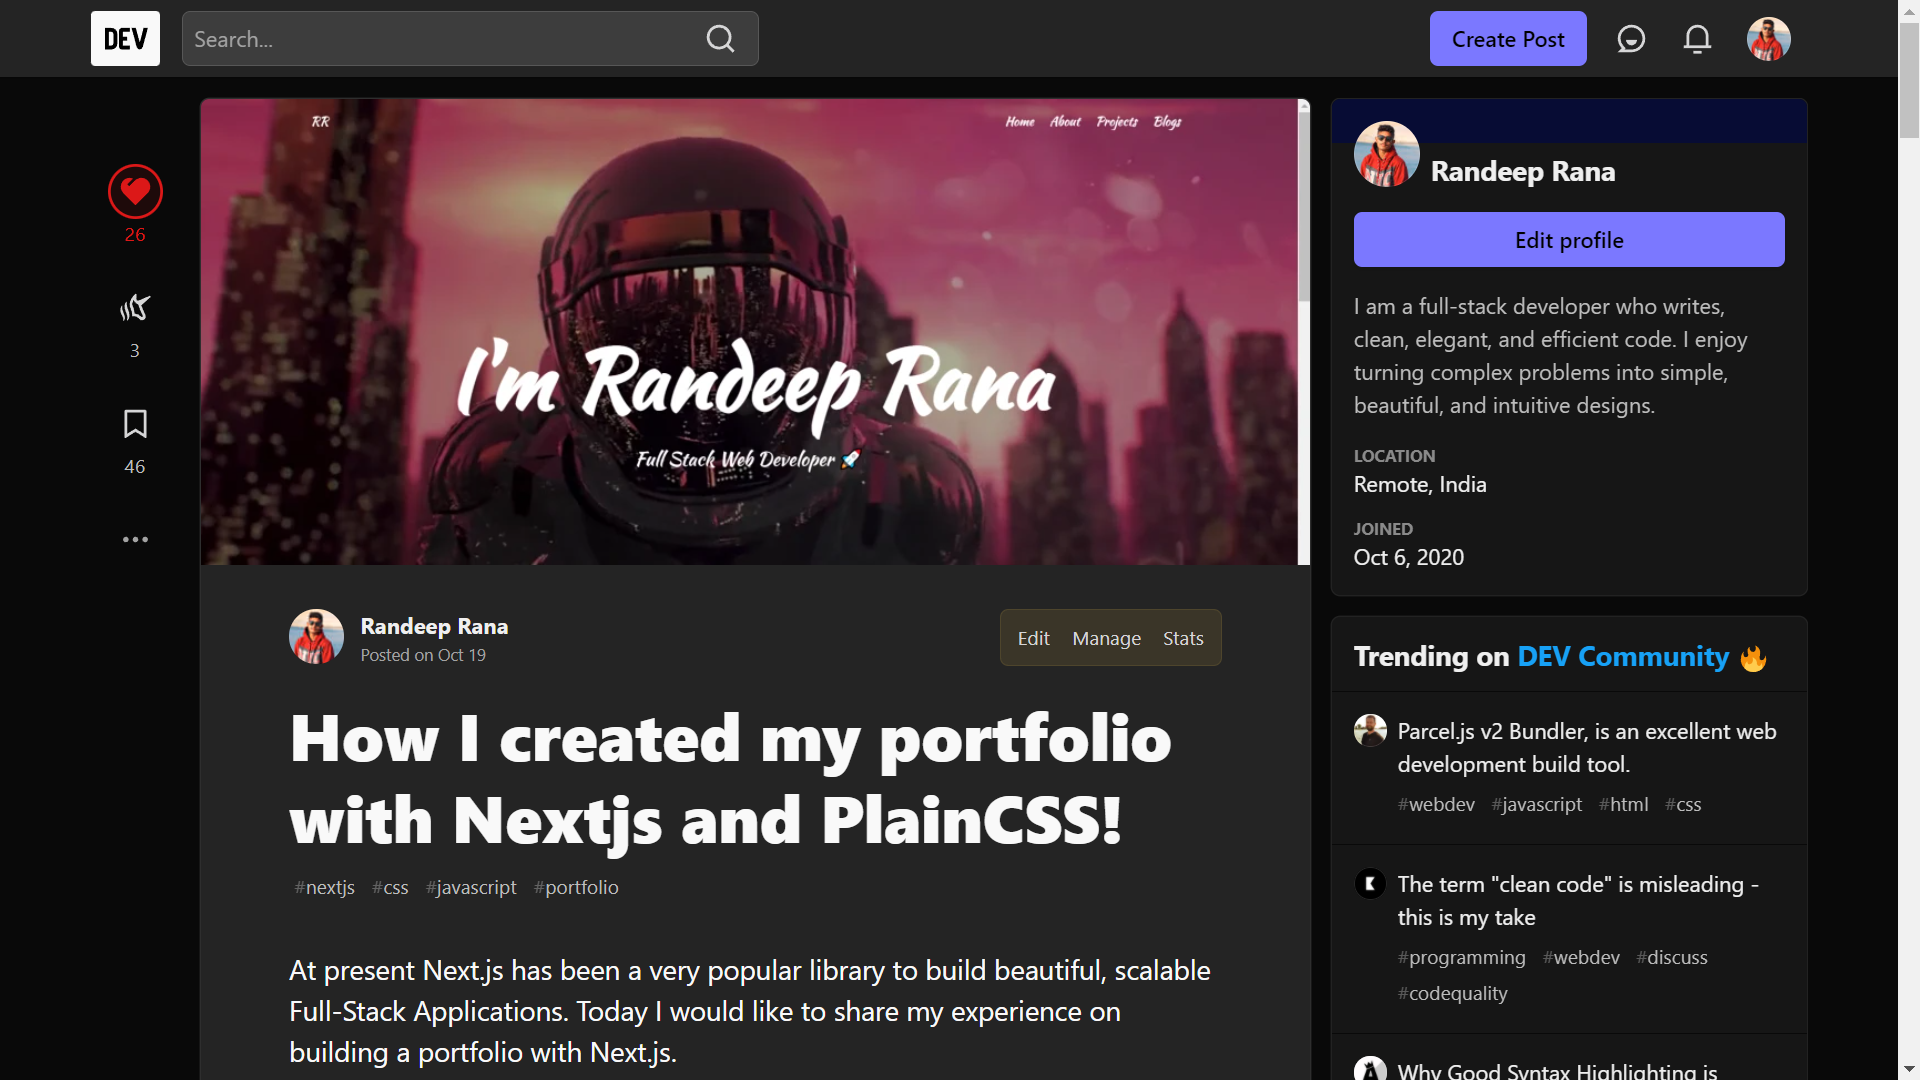 DEV
Search...
Create Post
26
3
46
RR
Home About Projects Blogs
I'm Randeep Rana
Full Stack Web Developer 🚀
Randeep Rana
Posted on Oct 19
Edit Manage Stats
How I created my portfolio
with Nextjs and PlainCSS!
#nextjs #css #javascript #portfolio
At present Next.js has been a very popular library to build beautiful, scalable
Full-Stack Applications. Today I would like to share my experience on
building a portfolio with Next.js.
Randeep Rana
Edit profile
I am a full-stack developer who writes,
clean, elegant, and efficient code. I enjoy
turning complex problems into simple,
beautiful, and intuitive designs.
LOCATION
Remote, India
JOINED
Oct 6, 2020
Trending on DEV Community 🔥
Parcel.js v2 Bundler, is an excellent web
development build tool.
#webdev #javascript #html #css
The term "clean code" is misleading -
this is my take
#programming #webdev #discuss
#codequality
Why Good Syntax Highlighting is